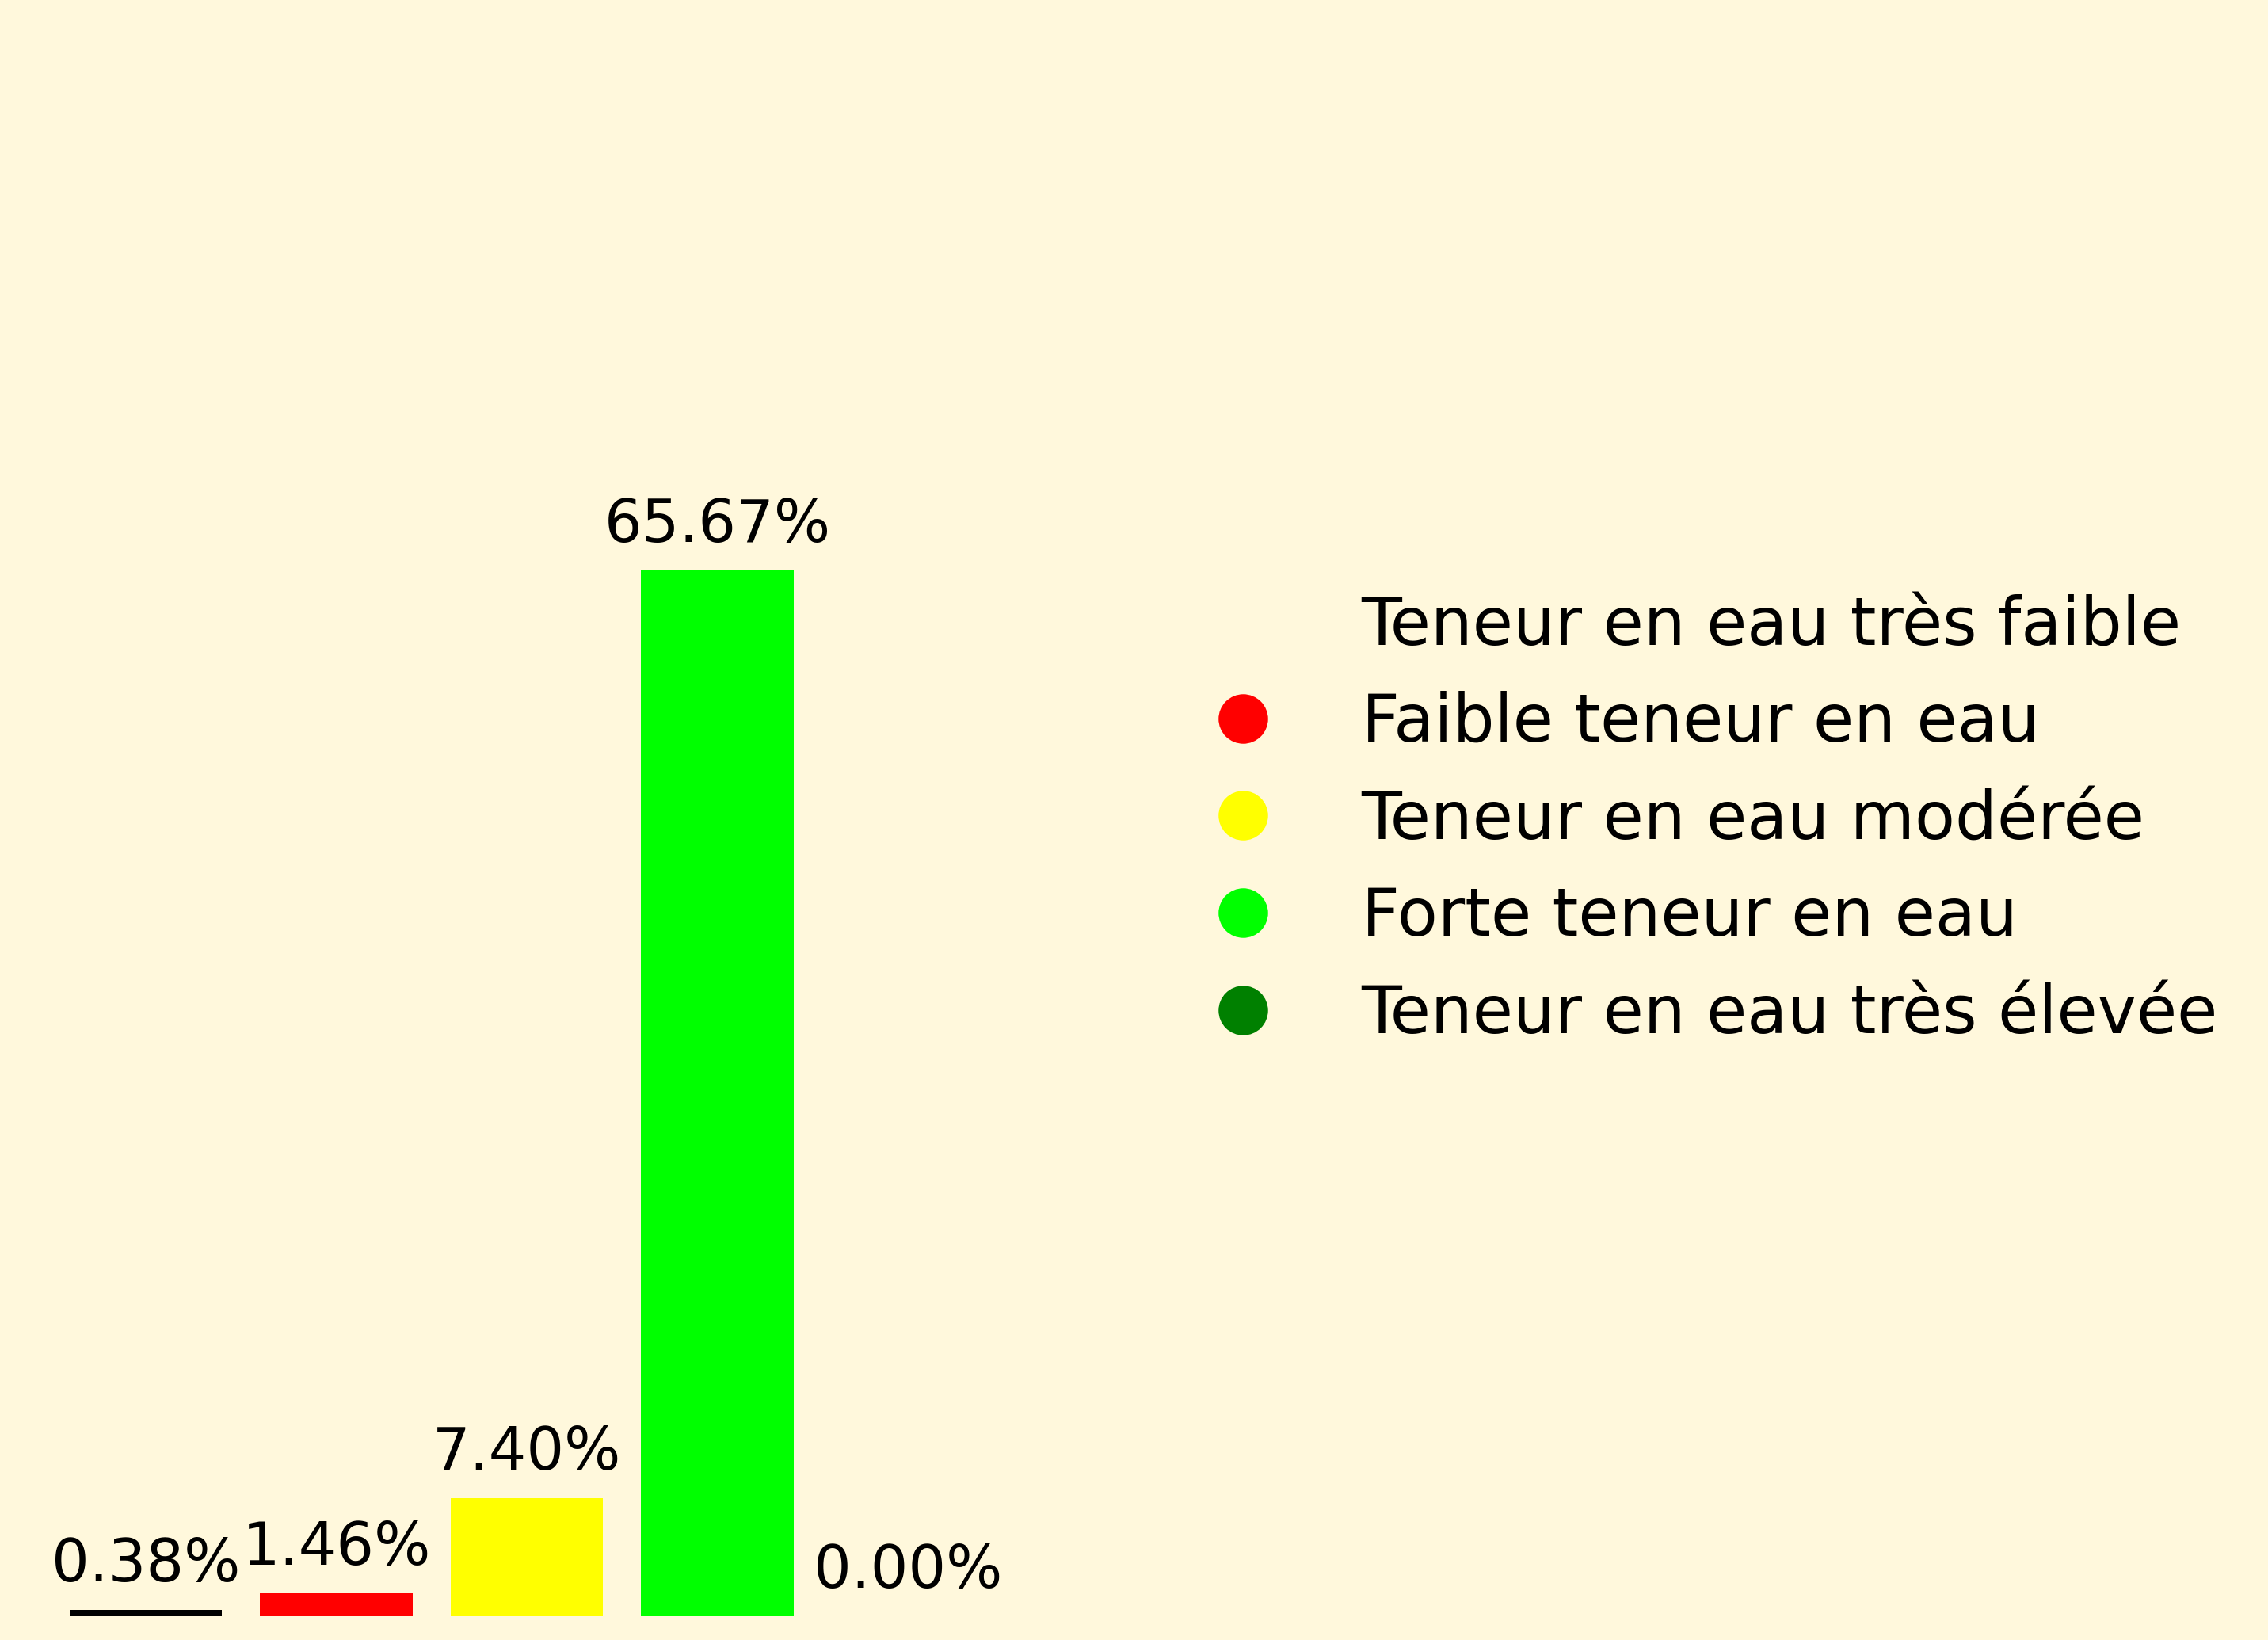 65.67%
7.40%
1.46%
0.38%
0.00%
Teneur en eau très faible
Faible teneur en eau
Teneur en eau modérée
Forte teneur en eau
Teneur en eau très élevée